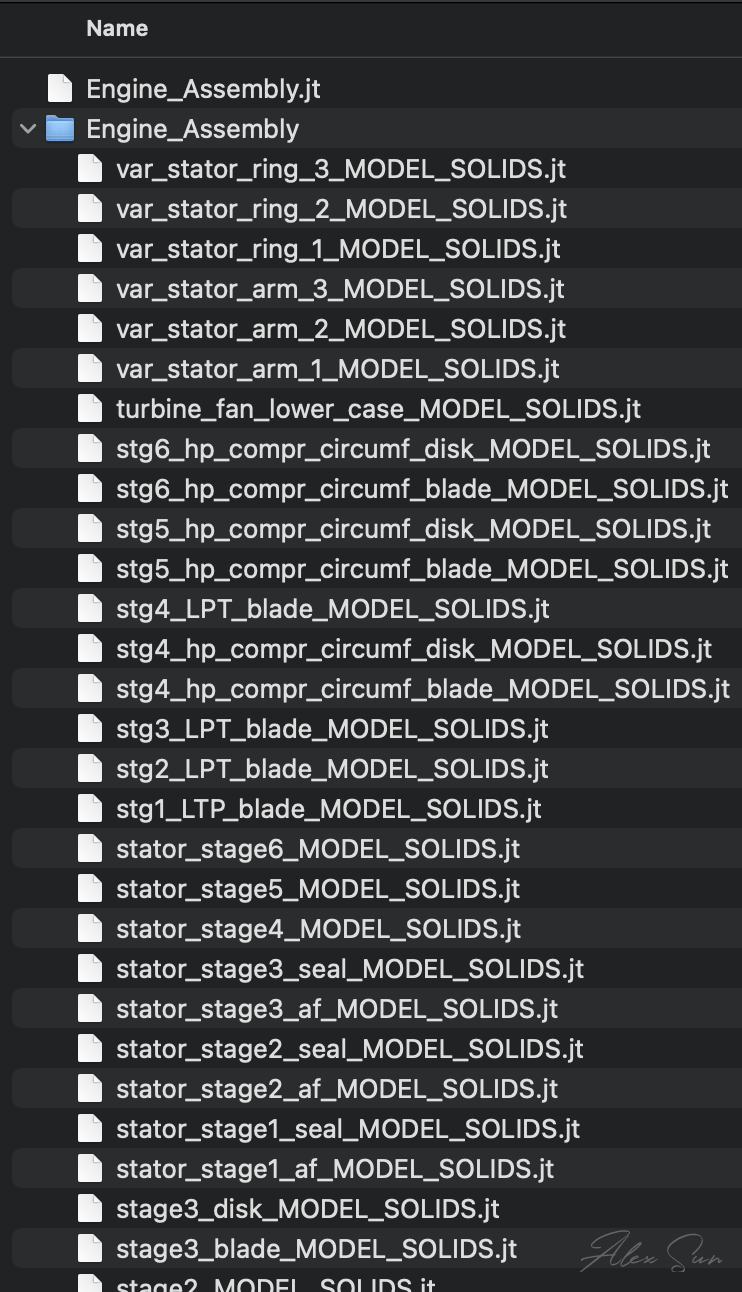 Name
Engine_Assembly.jt
Engine_Assembly
var_stator_ring_3_MODEL_SOLIDS.jt
var_stator_ring_2_MODEL_SOLIDS.jt
var_stator_ring_1_MODEL_SOLIDS.jt
var_stator_arm_3_MODEL_SOLIDS.jt
var_stator_arm_2_MODEL_SOLIDS.jt
var_stator_arm_1_MODEL_SOLIDS.jt
turbine_fan_lower_case_MODEL_SOLIDS.jt
stg6_hp_compr_circumf_disk_MODEL_SOLIDS.jt
stg6_hp_compr_circumf_blade_MODEL_SOLIDS.jt
stg5_hp_compr_circumf_disk_MODEL_SOLIDS.jt
stg5_hp_compr_circumf_blade_MODEL_SOLIDS.jt
stg4_LPT_blade_MODEL_SOLIDS.jt
stg4_hp_compr_circumf_disk_MODEL_SOLIDS.jt
stg4_hp_compr_circumf_blade_MODEL_SOLIDS.jt
stg3_LPT_blade_MODEL_SOLIDS.jt
stg2_LPT_blade_MODEL_SOLIDS.jt
stg1_LTP_blade_MODEL_SOLIDS.jt
stator_stage6_MODEL_SOLIDS.jt
stator_stage5_MODEL_SOLIDS.jt
stator_stage4_MODEL_SOLIDS.jt
stator_stage3_seal_MODEL_SOLIDS.jt
stator_stage3_af_MODEL_SOLIDS.jt
stator_stage2_seal_MODEL_SOLIDS.jt
stator_stage2_af_MODEL_SOLIDS.jt
stator_stage1_seal_MODEL_SOLIDS.jt
stator_stage1_af_MODEL_SOLIDS.jt
stage3_disk_MODEL_SOLIDS.jt
stage3_blade_MODEL_SOLIDS.jt
Alex Sun
stage2_MODEL_SOLIDS.jt